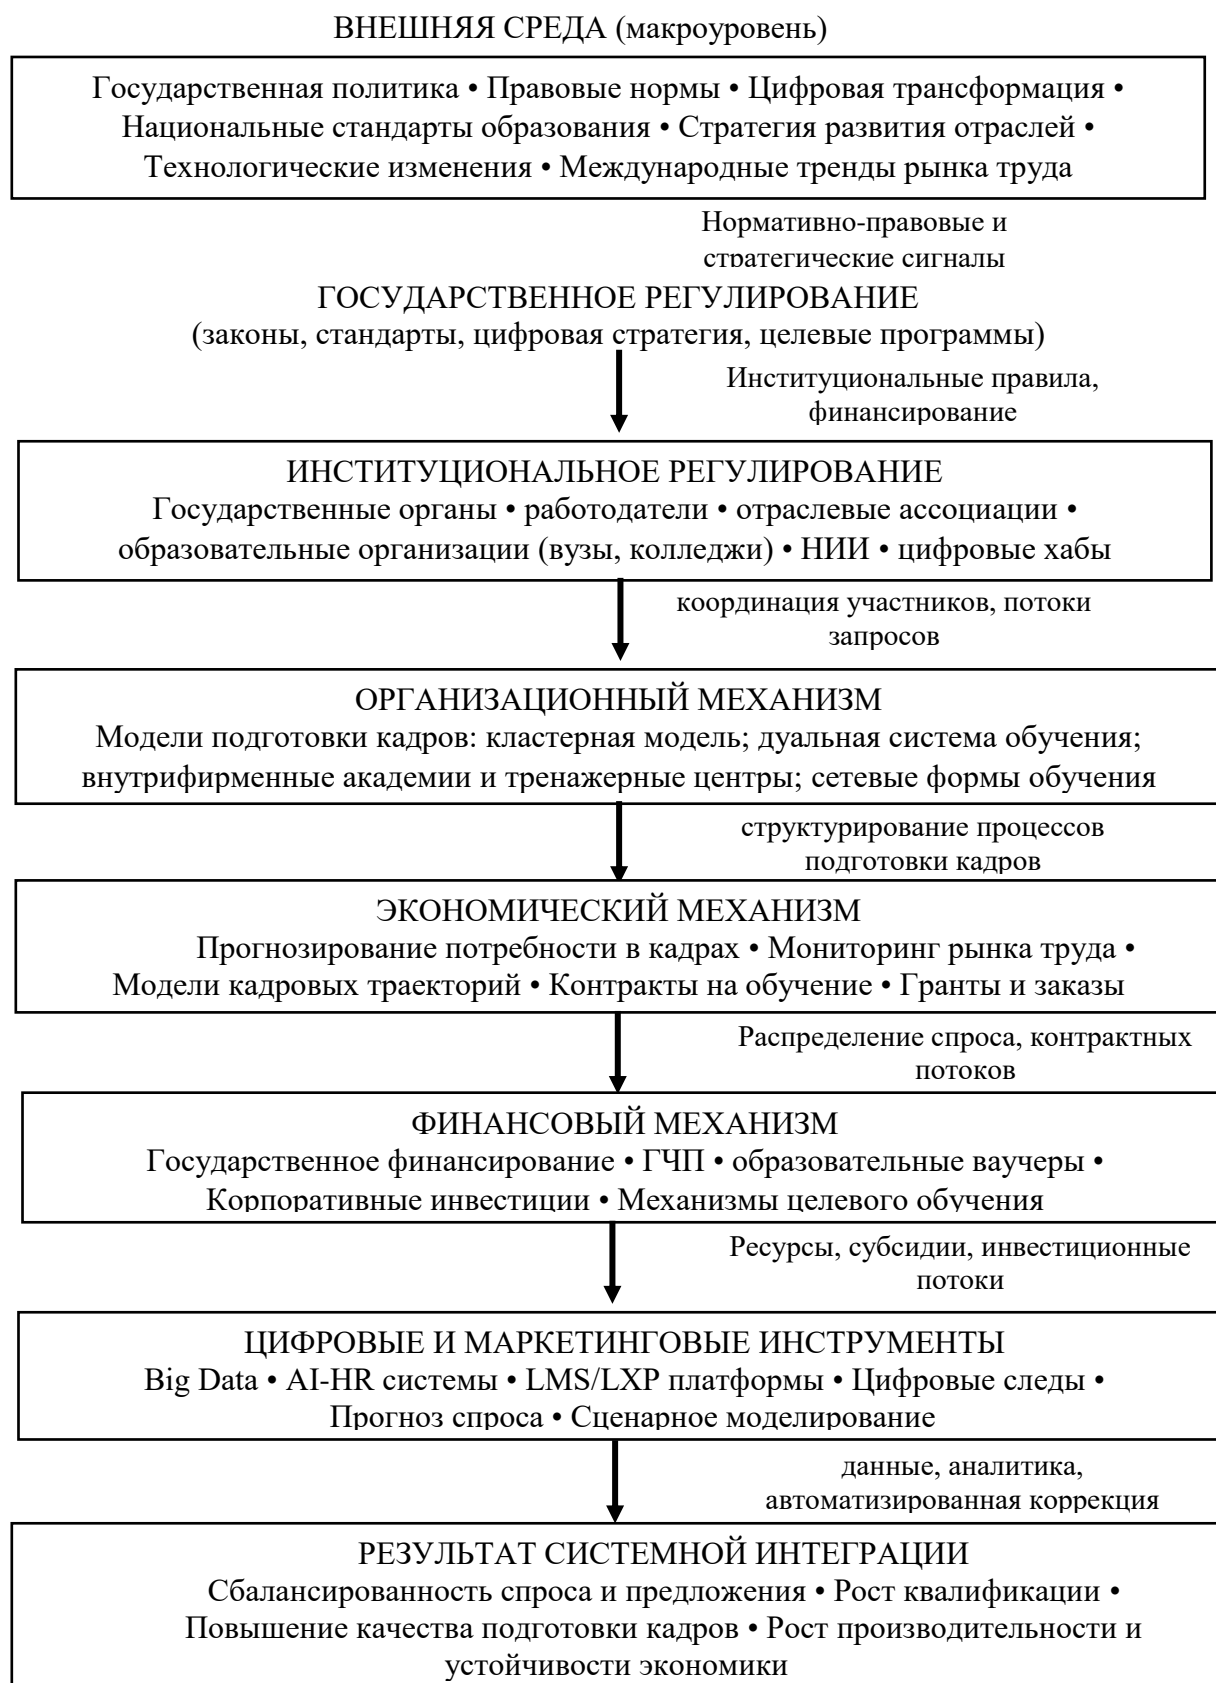 ВНЕШНЯЯ СРЕДА (макроуровень)
Государственная политика • Правовые нормы • Цифровая трансформация •
Национальные стандарты образования • Стратегия развития отраслей •
Технологические изменения • Международные тренды рынка труда
Нормативно-правовые и
стратегические сигналы
ГОСУДАРСТВЕННОЕ РЕГУЛИРОВАНИЕ
(законы, стандарты, цифровая стратегия, целевые программы)
Институциональные правила,
финансирование
ИНСТИТУЦИОНАЛЬНОЕ РЕГУЛИРОВАНИЕ
Государственные органы • работодатели • отраслевые ассоциации •
образовательные организации (вузы, колледжи) • НИИ • цифровые хабы
координация участников, потоки
запросов
ОРГАНИЗАЦИОННЫЙ МЕХАНИЗМ
Модели подготовки кадров: кластерная модель; дуальная система обучения;
внутрифирменные академии и тренажерные центры; сетевые формы обучения
структурирование процессов
подготовки кадров
ЭКОНОМИЧЕСКИЙ МЕХАНИЗМ
Прогнозирование потребности в кадрах • Мониторинг рынка труда •
Модели кадровых траекторий • Контракты на обучение • Гранты и заказы
Распределение спроса, контрактных
потоков
ФИНАНСОВЫЙ МЕХАНИЗМ
Государственное финансирование • ГЧП • образовательные ваучеры •
Корпоративные инвестиции • Механизмы целевого обучения
Ресурсы, субсидии, инвестиционные
потоки
ЦИФРОВЫЕ И МАРКЕТИНГОВЫЕ ИНСТРУМЕНТЫ
Big Data • AI-HR системы • LMS/LXP платформы • Цифровые следы •
Прогноз спроса • Сценарное моделирование
данные, аналитика,
автоматизированная коррекция
РЕЗУЛЬТАТ СИСТЕМНОЙ ИНТЕГРАЦИИ
Сбалансированность спроса и предложения • Рост квалификации •
Повышение качества подготовки кадров • Рост производительности и
устойчивости экономики